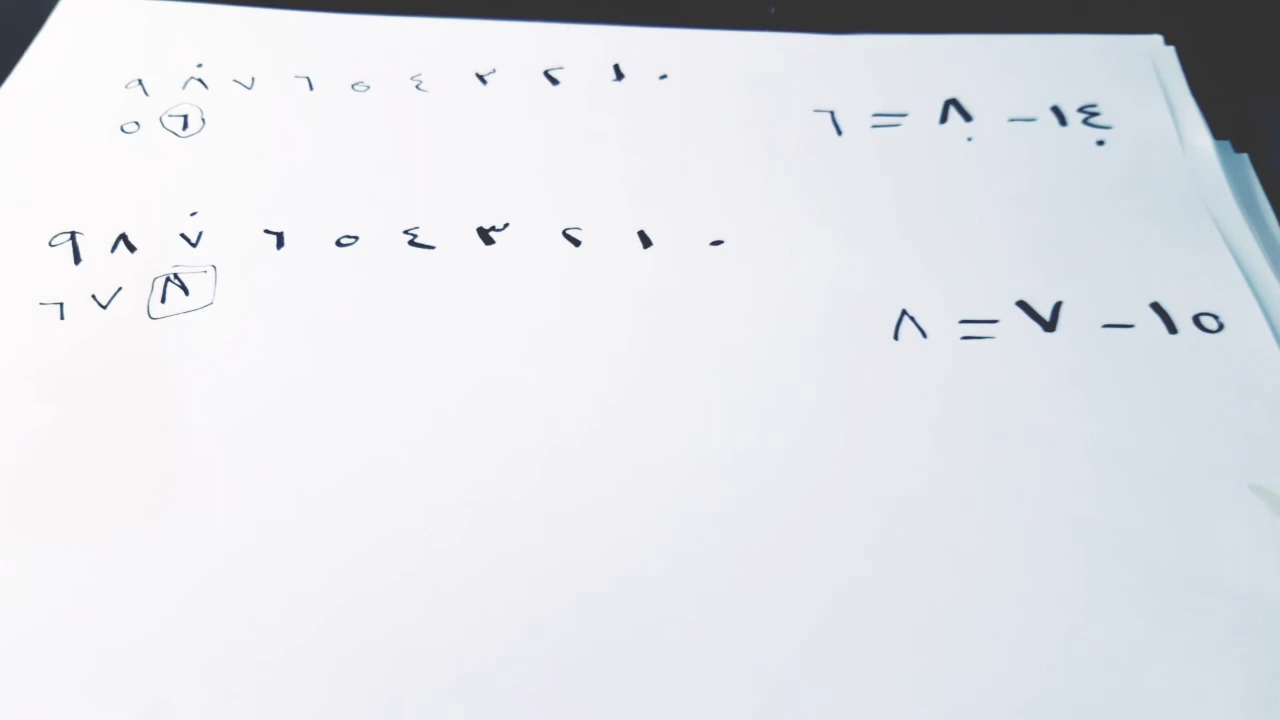 ١٤ − ٨ = ٦
٠ ١ ٢ ٣ ٤ ٥ ٦ ٧ ٨ ٩
٦ ٥
٠ ١ ٢ ٣ ٤ ٥ ٦ ٧ ٨ ٩
٨ ٧ ٦
١٥ − ٧ = ٨